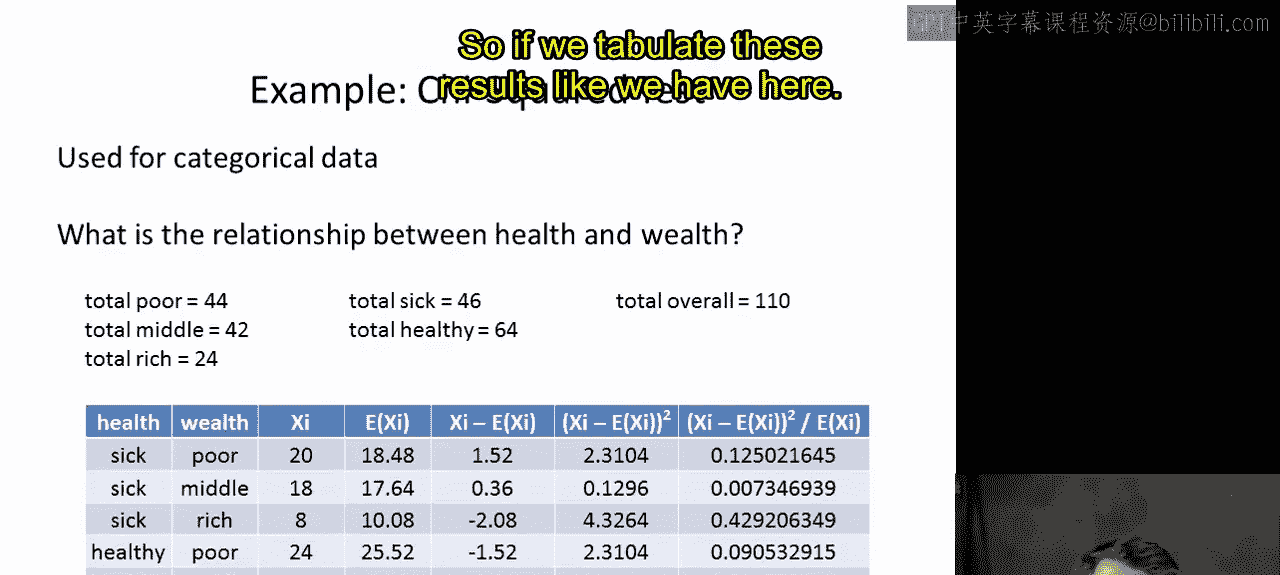 中英字幕课程资源@bilibili.com
So if we tabulate these
results like we have here.
Example: Chi-squared Test
Used for categorical data
What is the relationship between health and wealth?
total poor = 44 total sick = 46 total overall = 110
total middle = 42 total healthy = 64
total rich = 24
health wealth Xi E(Xi) Xi – E(Xi) (Xi – E(Xi))² (Xi – E(Xi))² / E(Xi)
sick poor 20 18.48 1.52 2.3104 0.125021645
sick middle 18 17.64 0.36 0.1296 0.007346939
sick rich 8 10.08 -2.08 4.3264 0.429206349
healthy poor 24 25.52 -1.52 2.3104 0.090532915